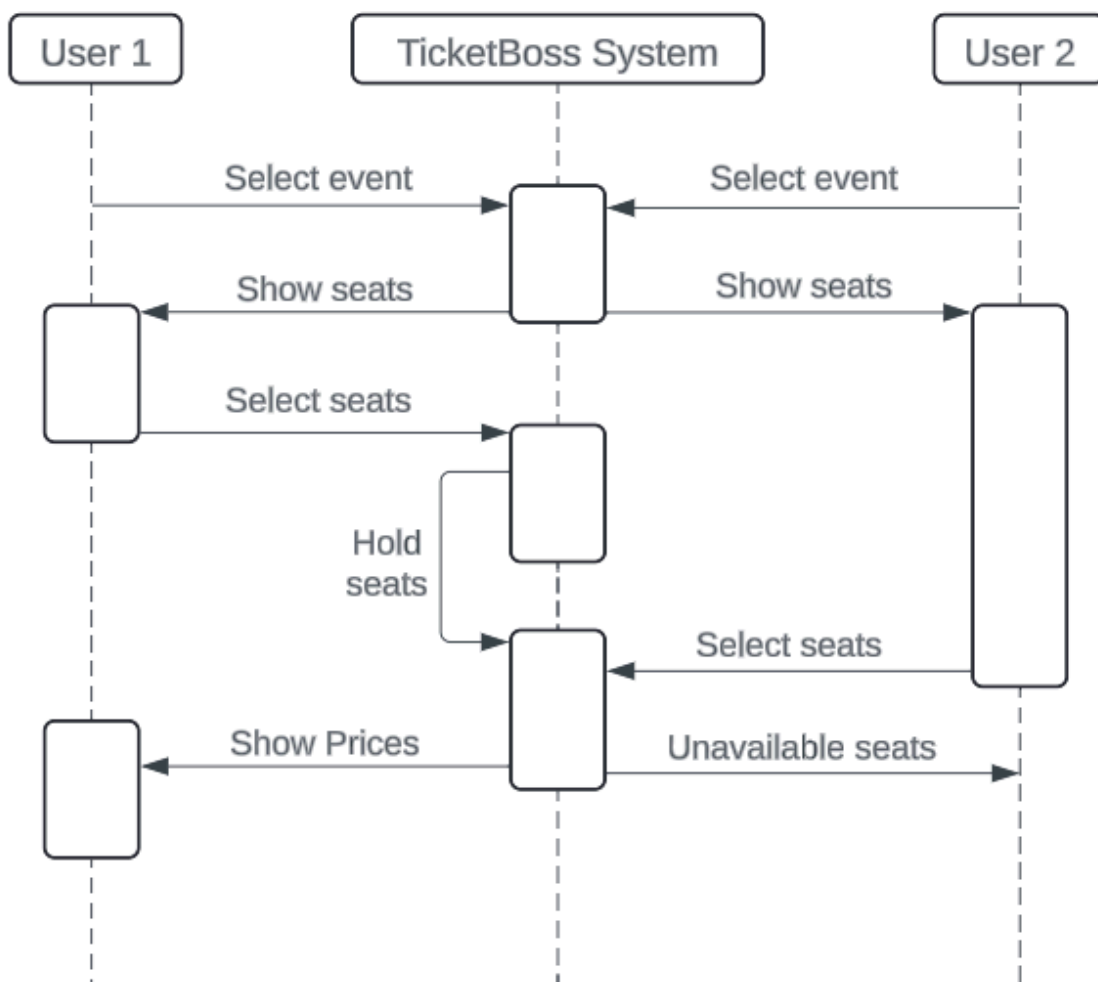 User 1
TicketBoss System
User 2
Select event
Select event
Show seats
Show seats
Select seats
Hold
seats
Select seats
Show Prices
Unavailable seats